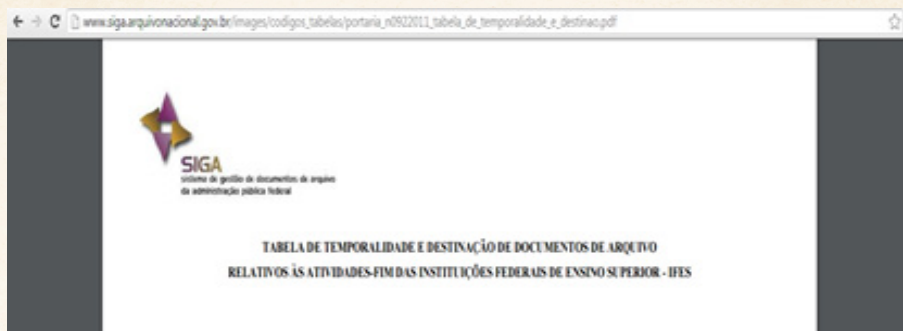 www.siga.arquivonacional.gov.br/images/codigos_tabelas/portaria_n0922011_tabela_de_temporalidade_e_destinao.pdf
SIGA
sistema de gestão de documentos de arquivo
da administração pública federal
TABELA DE TEMPORALIDADE E DESTINAÇÃO DE DOCUMENTOS DE ARQUIVO
RELATIVOS ÀS ATIVIDADES-FIM DAS INSTITUIÇÕES FEDERAIS DE ENSINO SUPERIOR - IFES